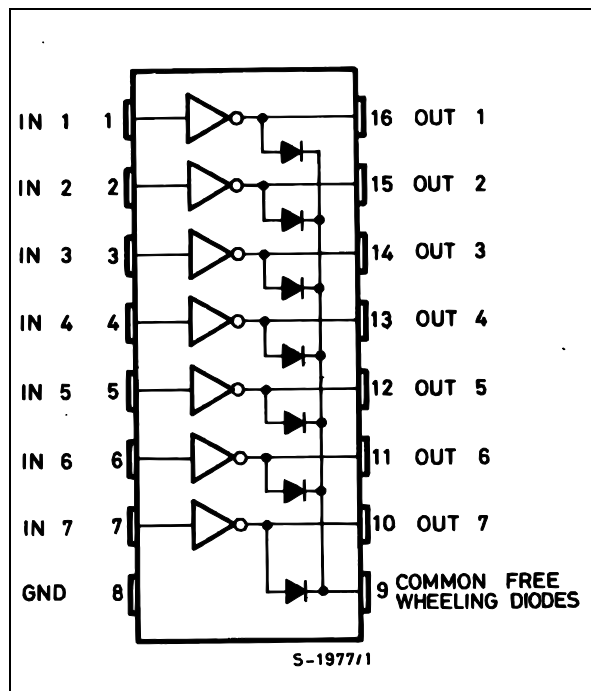 IN 1 1 16 OUT 1
IN 2 2 15 OUT 2
IN 3 3 14 OUT 3
IN 4 4 13 OUT 4
IN 5 5 12 OUT 5
IN 6 6 11 OUT 6
IN 7 7 10 OUT 7
GND 8 9 COMMON FREE
WHEELING DIODES
S-1977/1